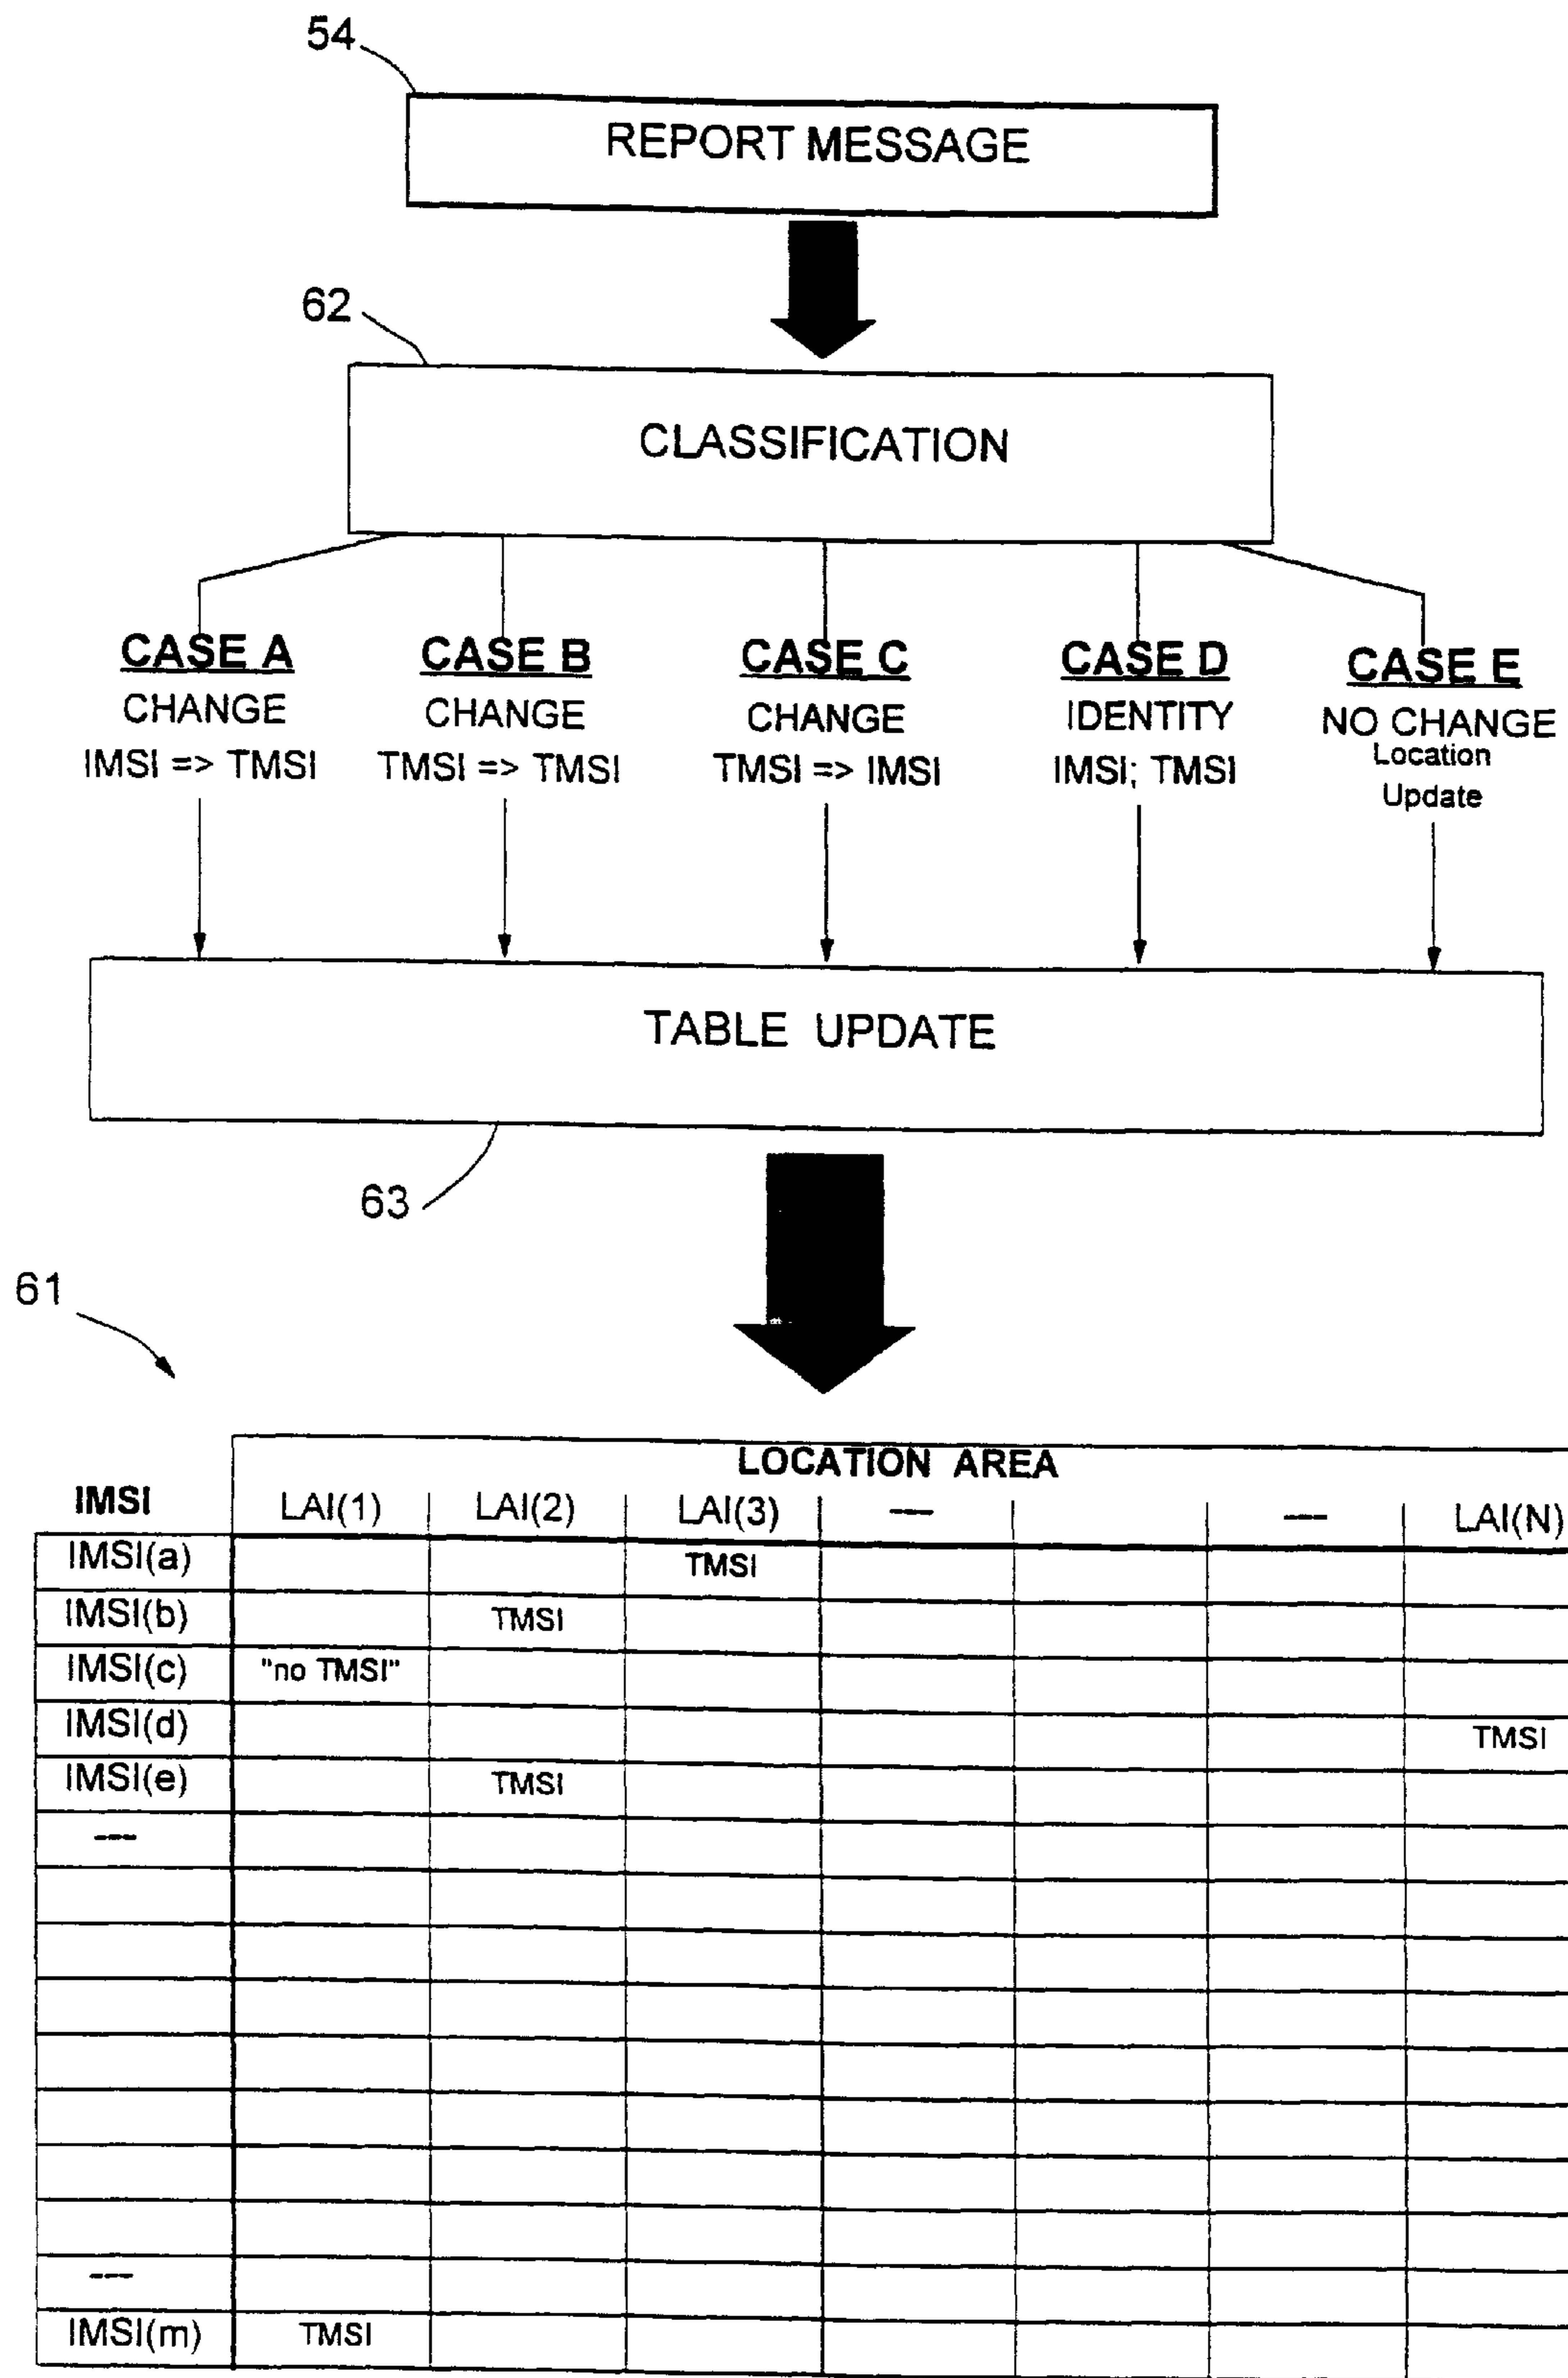 54
REPORT MESSAGE
62
CLASSIFICATION
CASE A
CHANGE
IMSI => TMSI
CASE B
CHANGE
TMSI => TMSI
CASE C
CHANGE
TMSI => IMSI
CASE D
IDENTITY
IMSI; TMSI
CASE E
NO CHANGE
Location
Update
TABLE UPDATE
63
61
LOCATION AREA
IMSI LAI(1) LAI(2) LAI(3) — — LAI(N)
IMSI(a) TMSI
IMSI(b) TMSI
IMSI(c) "no TMSI"
IMSI(d) TMSI
IMSI(e) TMSI
—
—
IMSI(m) TMSI